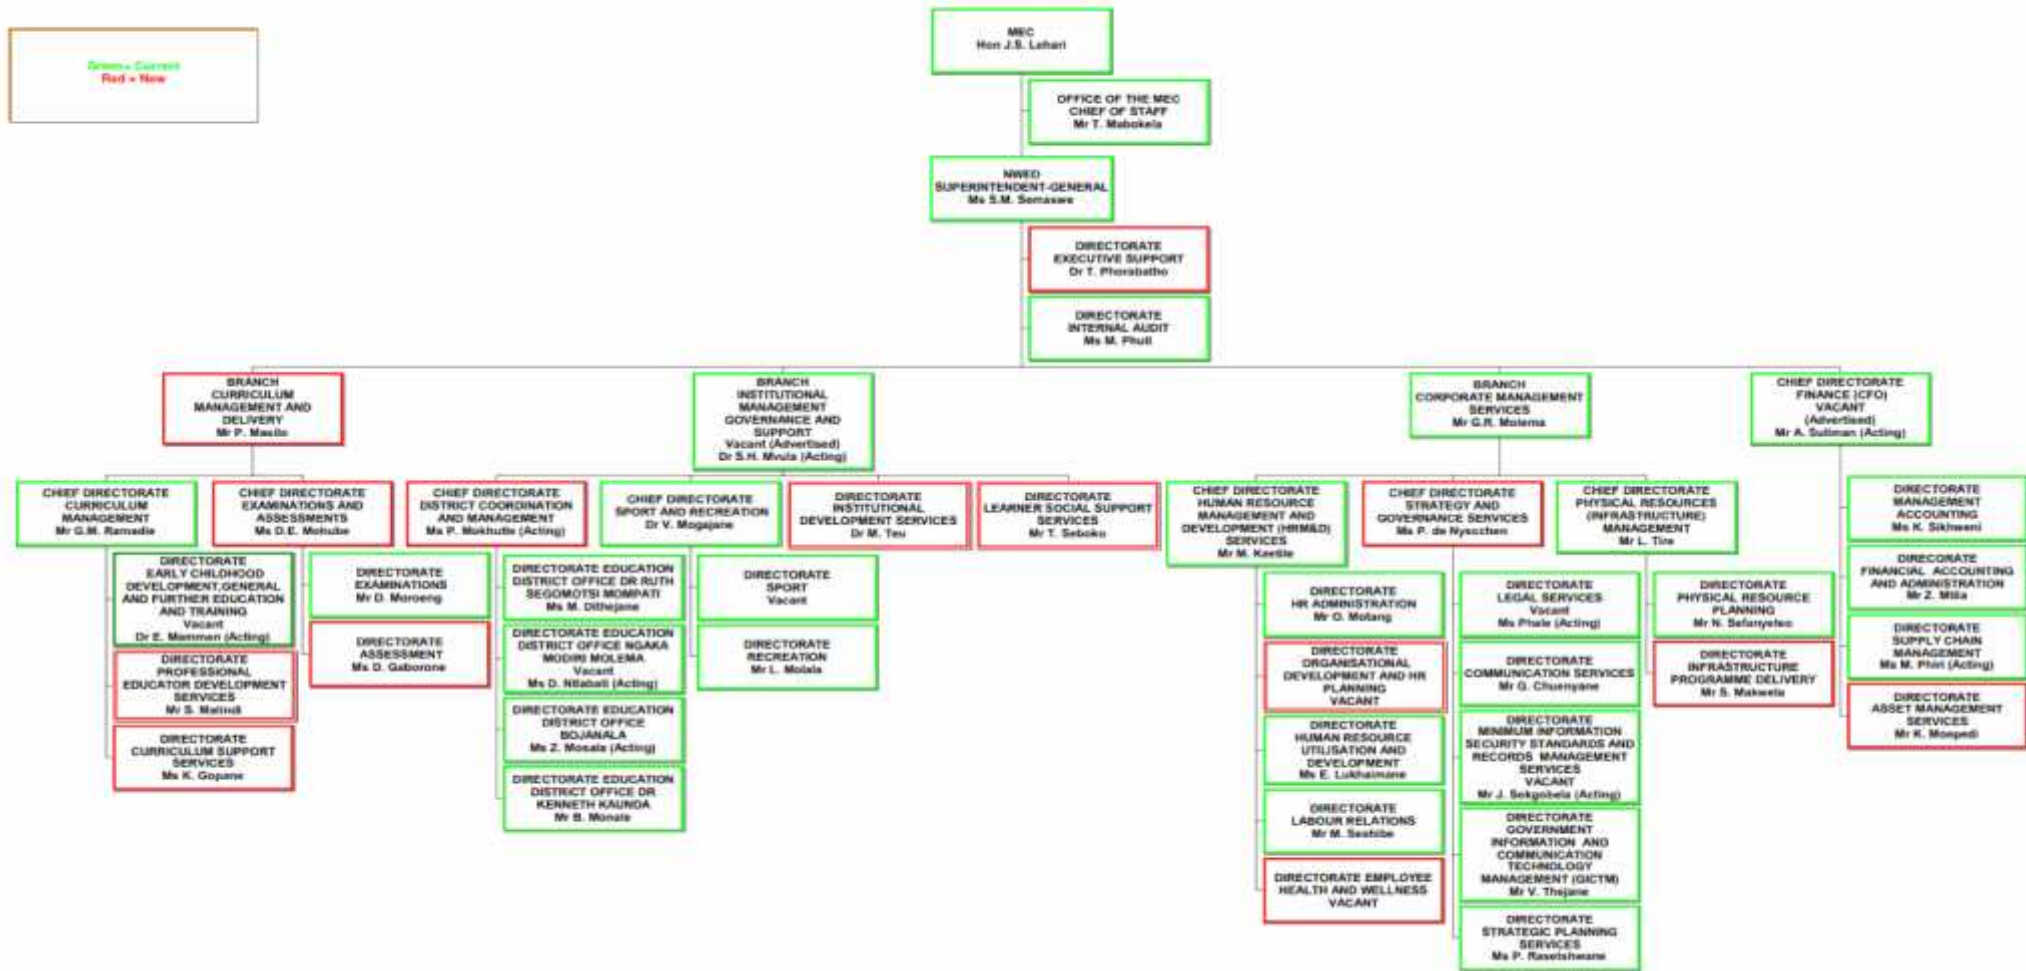 Green = Current
Red = New
MEC
Hon J.S. Lehari
OFFICE OF THE MEC
CHIEF OF STAFF
Mr T. Mabokela
NWED
SUPERINTENDENT-GENERAL
Ms S.M. Semaswe
DIRECTORATE
EXECUTIVE SUPPORT
Dr T. Phorabatho
DIRECTORATE
INTERNAL AUDIT
Ms M.
BRANCH
CURRICULUM
MANAGEMENT AND
DELIVERY
Mr P. Masilo
BRANCH
INSTITUTIONAL
MANAGEMENT
GOVERNANCE AND
SUPPORT
Vacant (Advertised)
Dr S.H. Mvula (Acting)
BRANCH
CORPORATE MANAGEMENT
SERVICES
Mr G.R. Molema
CHIEF DIRECTORATE
FINANCE (CFO)
VACANT
(Advertised)
Mr A. Suliman (Acting)
CHIEF DIRECTORATE
CURRICULUM
MANAGEMENT
Mr G.M. Ramadie
CHIEF DIRECTORATE
EXAMINATIONS AND
ASSESSMENTS
Ms D.E. Mohube
CHIEF DIRECTORATE
DISTRICT COORDINATION
AND MANAGEMENT
Ms P. Mokhutle (Acting)
CHIEF DIRECTORATE
SPORT AND RECREATION
Dr V. Mogajane
DIRECTORATE
INSTITUTIONAL
DEVELOPMENT SERVICES
Dr M. Teu
DIRECTORATE
LEARNER SOCIAL SUPPORT
SERVICES
Mr T. Seboko
CHIEF DIRECTORATE
HUMAN RESOURCE
MANAGEMENT AND
DEVELOPMENT (HRM&D)
SERVICES
Mr M. Keetile
CHIEF DIRECTORATE
STRATEGY AND
GOVERNANCE SERVICES
Ms P. de Nysschen
CHIEF DIRECTORATE
PHYSICAL RESOURCES
(INFRASTRUCTURE)
MANAGEMENT
Mr L. Tire
DIRECTORATE
MANAGEMENT
ACCOUNTING
Ms K. Sikhweni
DIRECORATE
FINANCIAL ACCOUNTING
AND ADMINISTRATION
Mr Z.
DIRECTORATE
SUPPLY CHAIN
MANAGEMENT
Ms M. Phiri (Acting)
DIRECTORATE
ASSET MANAGEMENT
SERVICES
Mr K. Monpedi
DIRECTORATE
EARLY CHILDHOOD
DEVELOPMENT,GENERAL
AND FURTHER EDUCATION
AND TRAINING
Vacant
Dr E. Mammen (Acting)
DIRECTORATE
PROFESSIONAL
EDUCATOR DEVELOPMENT
SERVICES
Mr S. Malindi
DIRECTORATE
CURRICULUM SUPPORT
SERVICES
Ms K. Gopane
DIRECTORATE
EXAMINATIONS
Mr D. Moroeng
DIRECTORATE
ASSESSMENT
Ms D. Gaborone
DIRECTORATE EDUCATION
DISTRICT OFFICE DR RUTH
SEGOMOTSI MOMPATI
Ms M. Dithejane
DIRECTORATE EDUCATION
DISTRICT OFFICE NGAKA
MODIRI MOLEMA
Vacant
Ms D. Ntlabati (Acting)
DIRECTORATE EDUCATION
DISTRICT OFFICE
BOJANALA
Ms Z. Mosala (Acting)
DIRECTORATE EDUCATION
DISTRICT OFFICE DR
KENNETH KAUNDA
Mr B. Monale
DIRECTORATE
SPORT
Vacant
DIRECTORATE
RECREATION
Mr L. Molala
DIRECTORATE
HR ADMINISTRATION
Mr O. Motang
DIRECTORATE
ORGANISATIONAL
DEVELOPMENT AND HR
PLANNING
VACANT
DIRECTORATE
HUMAN RESOURCE
UTILISATION AND
DEVELOPMENT
Ms E. Lukhaimane
DIRECTORATE
LABOUR RELATIONS
Mr M. Seshibe
DIRECTORATE EMPLOYEE
HEALTH AND WELLNESS
VACANT
DIRECTORATE
LEGAL SERVICES
Vacant
Ms Phale (Acting)
DIRECTORATE
COMMUNICATION SERVICES
Mr G. Chuenyane
DIRECTORATE
MINIMUM INFORMATION
SECURITY STANDARDS AND
RECORDS MANAGEMENT
SERVICES
VACANT
Mr J. Sekgobela (Acting)
DIRECTORATE
GOVERNMENT
INFORMATION AND
COMMUNICATION
TECHNOLOGY
MANAGEMENT (GICTM)
Mr V. Thejane
DIRECTORATE
STRATEGIC PLANNING
SERVICES
Ms P. Rasetshwane
DIRECTORATE
PHYSICAL RESOURCE
PLANNING
Mr N. Sefanyetso
DIRECTORATE
INFRASTRUCTURE
PROGRAMME DELIVERY
Mr S. Makwela